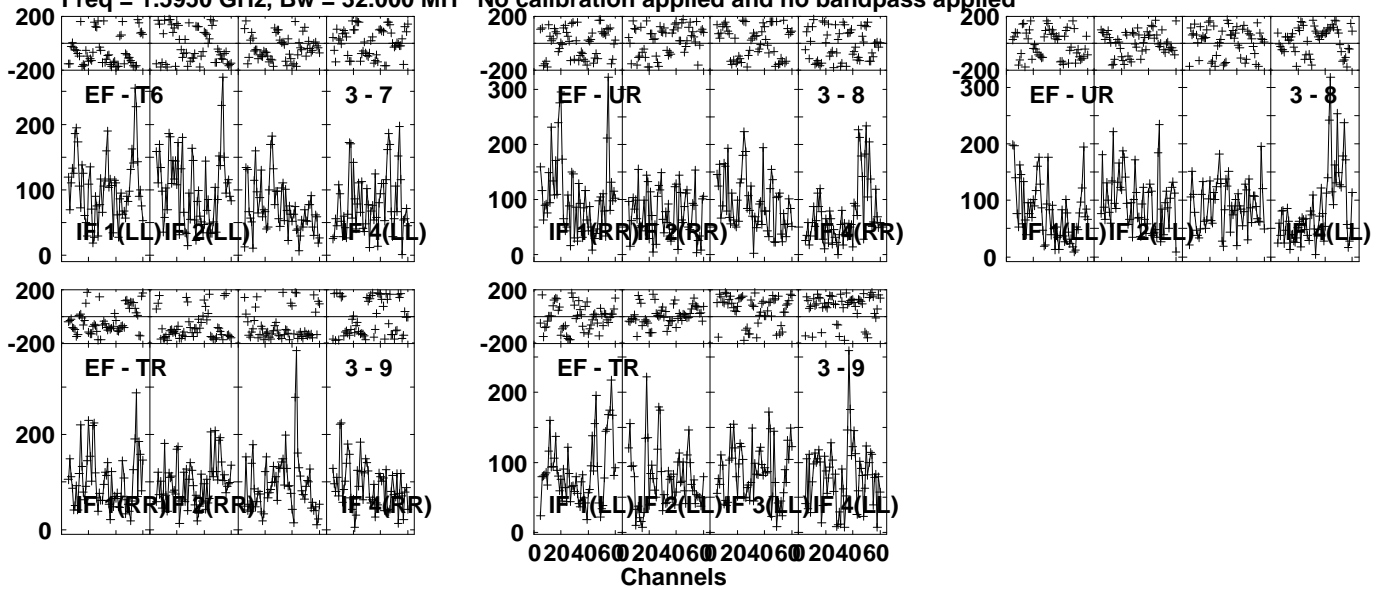 Freq = 1.5950 GHz, Bw = 32.000 MH No calibration applied and no bandpass applied
200 200 200
-200 -200 -200
EF - T6 3 - 7 EF - UR 3 - 8 EF - UR 3 - 8
300 300
200 200 200
100 100 100
IF 1(LL) IF 2(LL) IF 4(LL) IF 1(RR) IF 2(RR) IF 4(RR) IF 1(LL) IF 2(LL) IF 4(LL)
0 0 0
200 200
-200 -200
EF - TR 3 - 9 EF - TR 3 - 9
200 200
100
IF 1(RR) IF 2(RR) IF 4(RR) IF 1(LL) IF 2(LL) IF 3(LL) IF 4(LL)
0 0
0 20 40 60 0 20 40 60 0 20 40 60 0 20 40 60
Channels